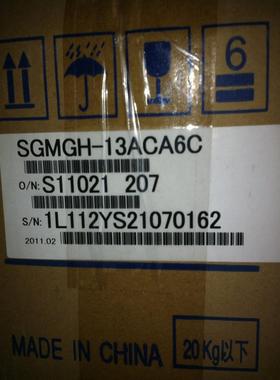 6
SGMGH-13ACA6C
O/N: S11021 207
S/N: 1L112YS21070162
2011.02
MADE IN CHINA
20Kg以下